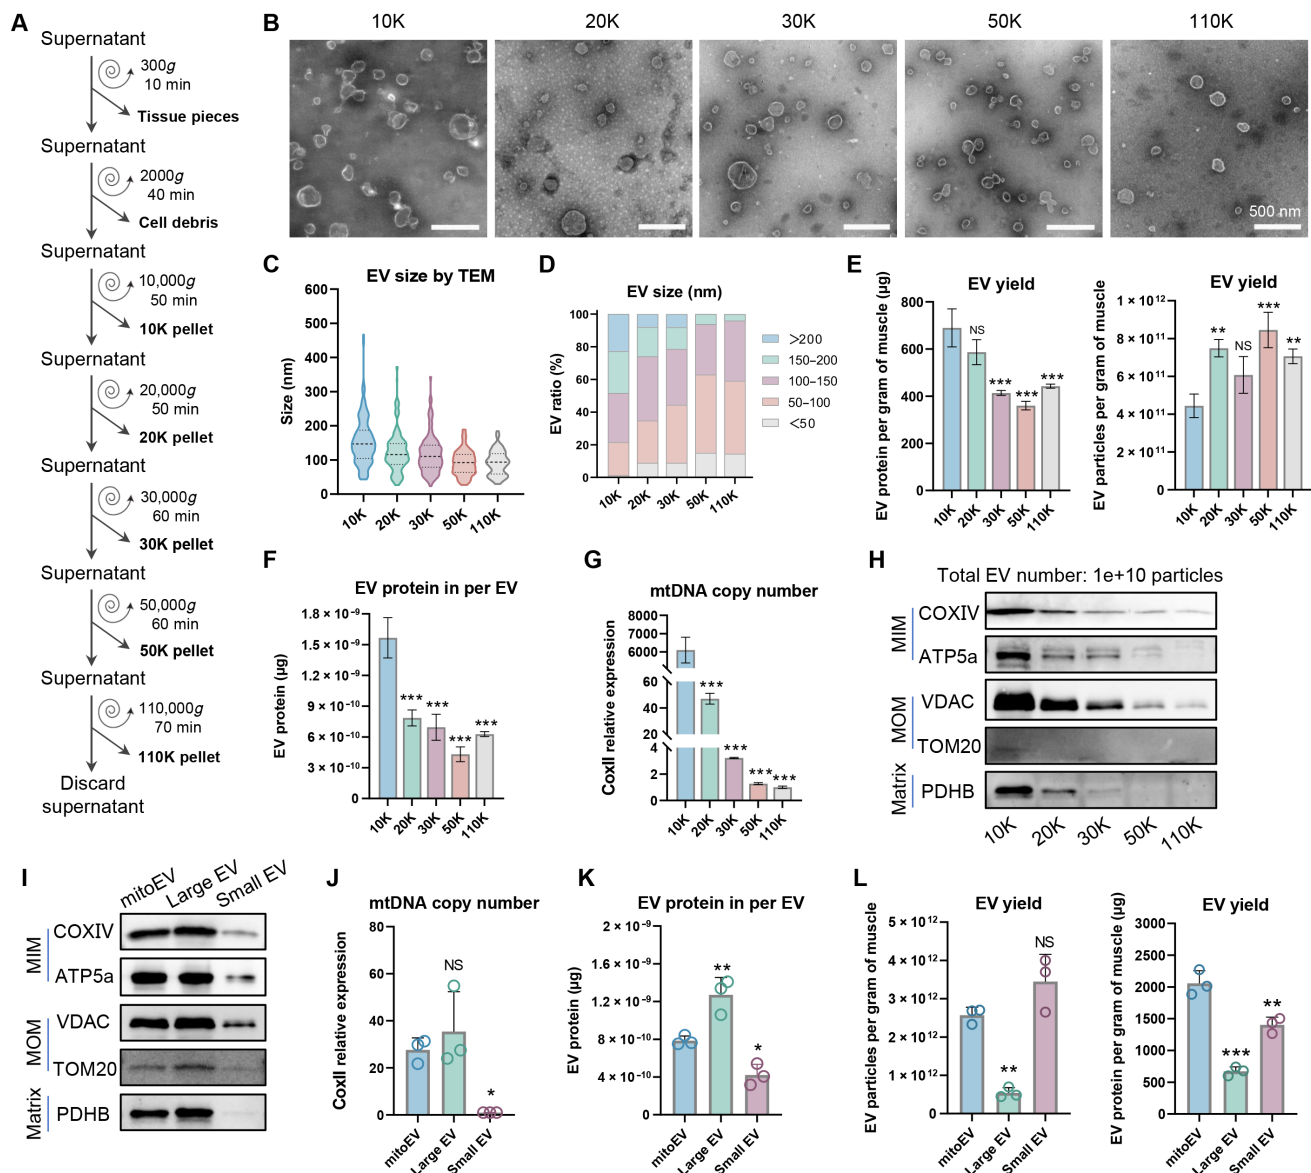 A
Supernatant
300g
10 min
Tissue pieces
Supernatant
2000g
40 min
Cell debris
Supernatant
10,000g
50 min
10K pellet
Supernatant
20,000g
50 min
20K pellet
Supernatant
30,000g
60 min
30K pellet
Supernatant
50,000g
60 min
50K pellet
Supernatant
110,000g
70 min
110K pellet
Discard
supernatant
B
10K 20K 30K 50K 110K
500 nm
C
EV size by TEM
Size (nm)
600
500
400
300
200
100
0
10K 20K 30K 50K 110K
D
EV size (nm)
EV ratio (%)
100
80
60
40
20
0
10K 20K 30K 50K 110K
>200
150–200
100–150
50–100
<50
E
EV yield
EV protein per gram of muscle (µg)
800
600
400
200
0
NS *** *** ***
10K 20K 30K 50K 110K
EV yield
EV particles per gram of muscle
1 × 10¹²
8 × 10¹¹
6 × 10¹¹
4 × 10¹¹
2 × 10¹¹
0
** NS *** **
10K 20K 30K 50K 110K
F
EV protein in per EV
EV protein (µg)
1.8 × 10⁻⁹
1.5 × 10⁻⁹
1.2 × 10⁻⁹
9 × 10⁻¹⁰
6 × 10⁻¹⁰
3 × 10⁻¹⁰
0
*** *** *** ***
10K 20K 30K 50K 110K
G
mtDNA copy number
CoxII relative expression
8000
7000
6000
60
40
20
4
2
0
*** *** *** ***
10K 20K 30K 50K 110K
H
Total EV number: 1e+10 particles
MIM
COXIV
ATP5a
MOM
VDAC
TOM20
Matrix
PDHB
10K 20K 30K 50K 110K
I
mitoEV Large EV Small EV
MIM
COXIV
ATP5a
MOM
VDAC
TOM20
Matrix
PDHB
J
mtDNA copy number
CoxII relative expression
80
60
40
20
0
NS *
mitoEV Large EV Small EV
K
EV protein in per EV
EV protein (µg)
2 × 10⁻⁹
1.6 × 10⁻⁹
1.2 × 10⁻⁹
8 × 10⁻¹⁰
4 × 10⁻¹⁰
0
** *
mitoEV Large EV Small EV
L
EV yield
EV particles per gram of muscle
5 × 10¹²
4 × 10¹²
3 × 10¹²
2 × 10¹²
1 × 10¹²
0
** NS
mitoEV Large EV Small EV
EV yield
EV protein per gram of muscle (µg)
3000
2500
2000
1500
1000
500
0
*** **
mitoEV Large EV Small EV